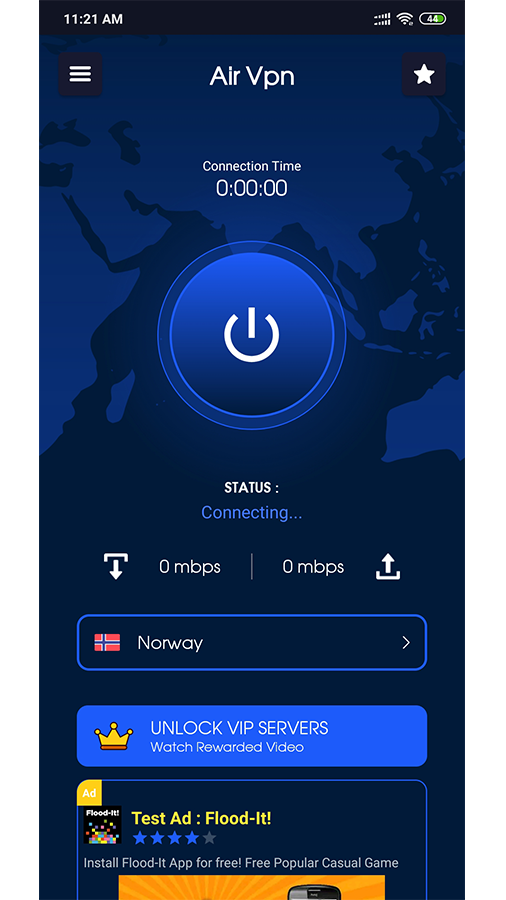 11:21 AM
44
Air Vpn
Connection Time
0:00:00
STATUS :
Connecting...
0 mbps
0 mbps
Norway
UNLOCK VIP SERVERS
Watch Rewarded Video
Ad
Flood-It!
Test Ad : Flood-It!
Install Flood-It App for free! Free Popular Casual Game